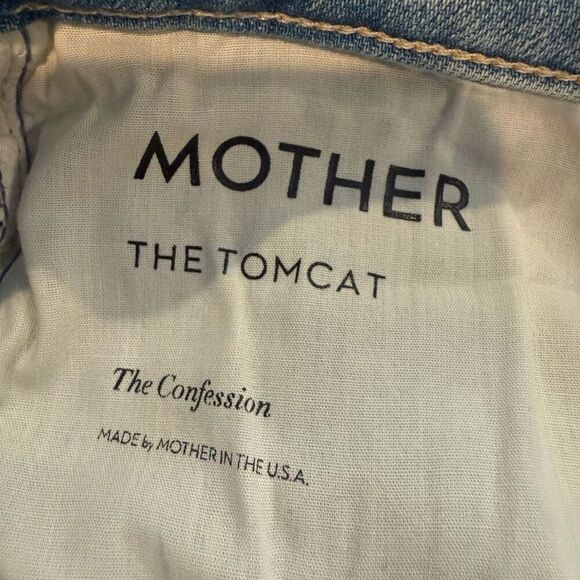 MOTHER
THE TOMCAT
The Confession
MADE by MOTHER IN THE U.S.A.